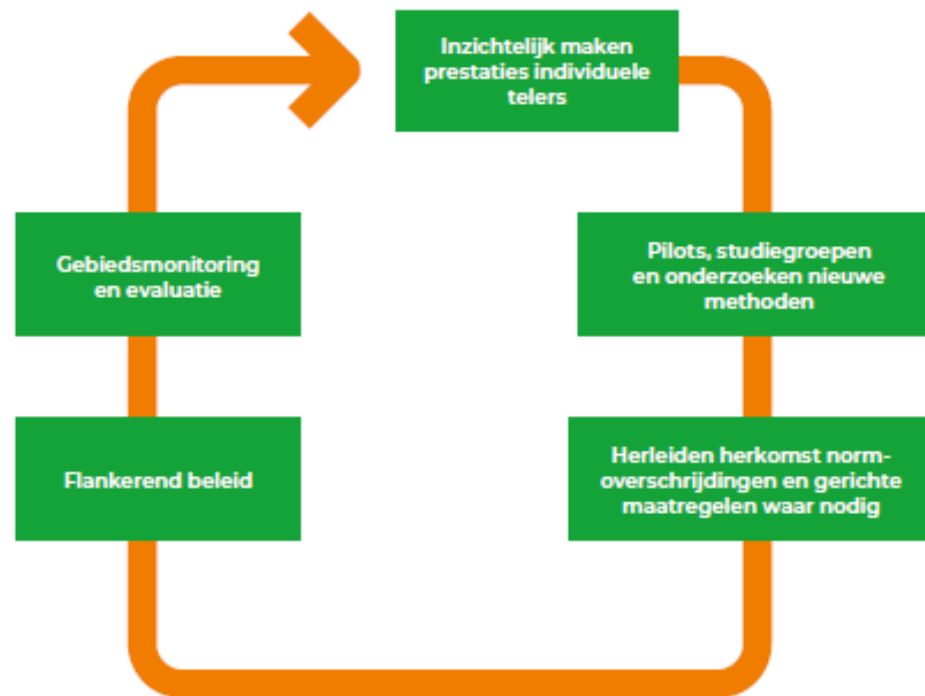 Inzichtelijk maken
prestaties individuele
telers
Pilots, studiegroepen
en onderzoeken nieuwe
methoden
Herleiden herkomst norm-
overschrijdingen en gerichte
maatregelen waar nodig
Flankerend beleid
Gebiedsmonitoring
en evaluatie